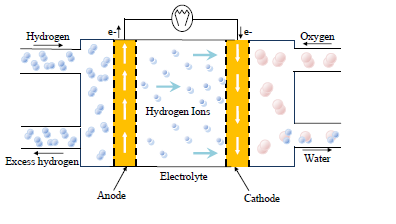 e-
e-
Hydrogen
Oxygen
Hydrogen Ions
Excess hydrogen
Water
Electrolyte
Anode
Cathode